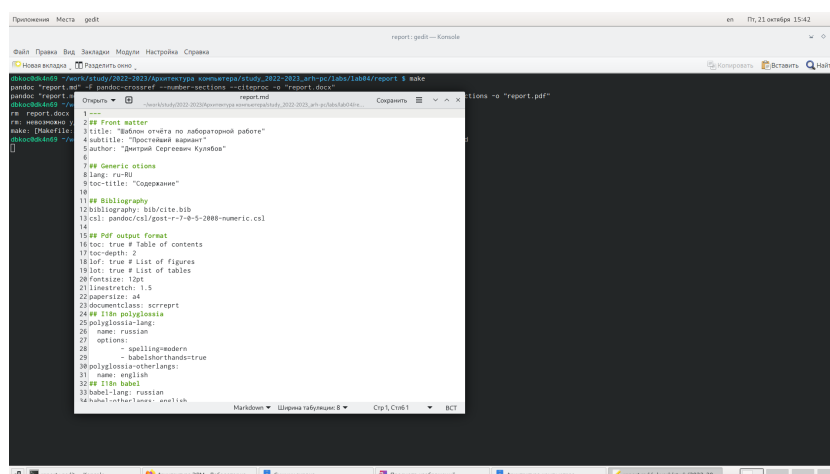 Приложения Места gedit en Пт, 21 октября 15:42
report : gedit — Konsole
Файл Правка Вид Закладки Модули Настройка Справка
Новая вкладка Разделить окно Копировать Вставить Найт
dbkoc@dk4n69 ~/work/study/2022-2023/Архитектура компьютера/study_2022-2023_arh-pc/labs/lab04/report $ make
pandoc "report.md" -F pandoc-crossref --number-sections --citeproc -o "report.docx"
pandoc "report.m ctions -o "report.pdf"
dbkoc@dk4n69 ~/w
rm report.docx
rm: невозможно у
make: [Makefile:
dbkoc@dk4n69 ~/w d
Открыть report.md Сохранить
1 ---
2 ## Front matter
3 title: "Шаблон отчёта по лабораторной работе"
4 subtitle: "Простейший вариант"
5 author: "Дмитрий Сергеевич Кулябов"
6
7 ## Generic otions
8 lang: ru-RU
9 toc-title: "Содержание"
10
11 ## Bibliography
12 bibliography: bib/cite.bib
13 csl: pandoc/csl/gost-r-7-0-5-2008-numeric.csl
14
15 ## Pdf output format
16 toc: true # Table of contents
17 toc-depth: 2
18 lof: true # List of figures
19 lot: true # List of tables
20 fontsize: 12pt
21 linestretch: 1.5
22 papersize: a4
23 documentclass: scrreprt
24 ## I18n polyglossia
25 polyglossia-lang:
26 name: russian
27 options:
28 - spelling=modern
29 - babelshorthands=true
30 polyglossia-otherlangs:
31 name: english
32 ## I18n babel
33 babel-lang: russian
34 babel-otherlangs: english
Markdown Ширина табуляции: 8 Стр 1, Стлб 1 ВСТ